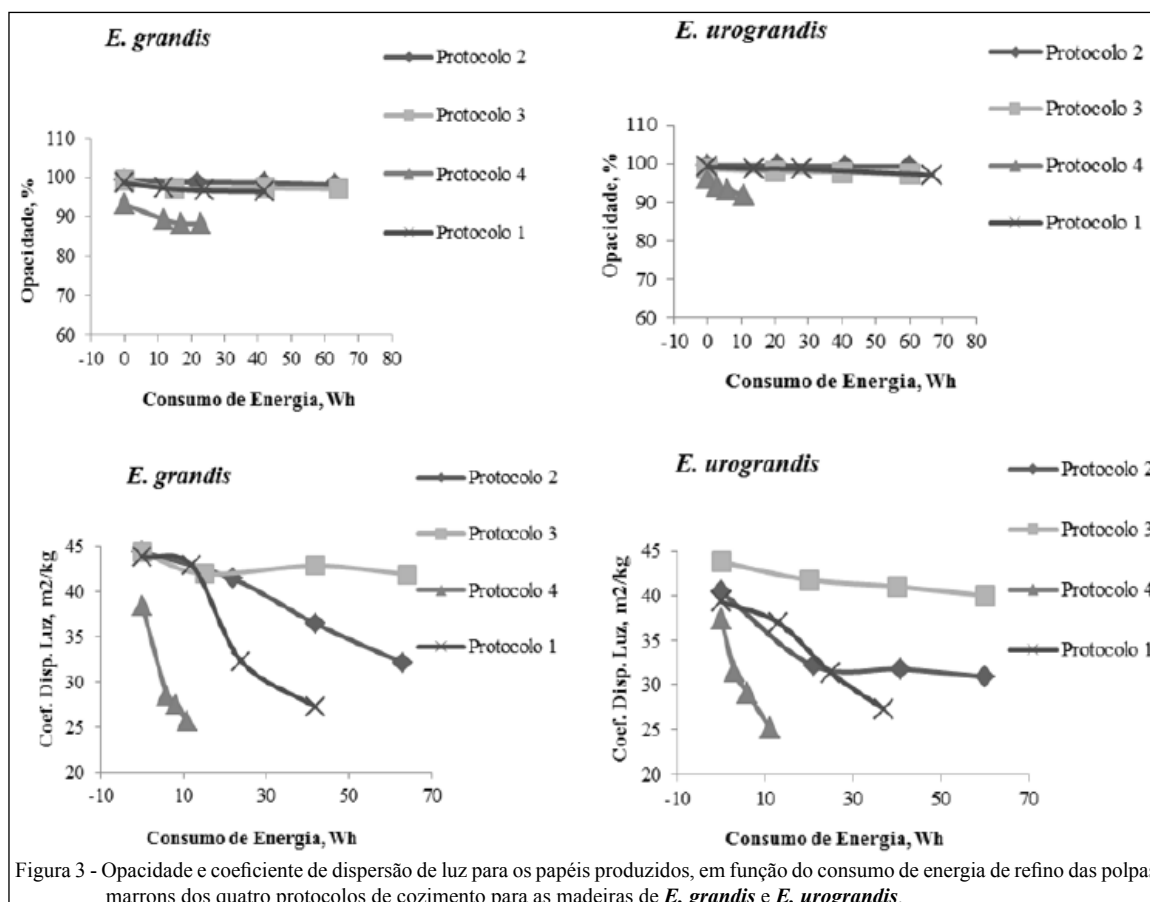 E. grandis
Protocolo 2
Protocolo 3
Protocolo 4
Protocolo 1
Opacidade, %
110
100
90
80
70
60
-10 0 10 20 30 40 50 60 70 80
Consumo de Energia, Wh
E. urograndis
Protocolo 2
Protocolo 3
Protocolo 4
Protocolo 1
Opacidade, %
110
100
90
80
70
60
-10 0 10 20 30 40 50 60 70 80
Consumo de Energia, Wh
E. grandis
Protocolo 2
Protocolo 3
Protocolo 4
Protocolo 1
Coef. Disp. Luz, m2/kg
45
40
35
30
25
20
-10 10 30 50 70
Consumo de Energia, Wh
E. urograndis
Protocolo 2
Protocolo 3
Protocolo 4
Protocolo 1
Coef. Disp. Luz, m2/kg
45
40
35
30
25
20
-10 10 30 50 70
Consumo de Energia, Wh
Figura 3 - Opacidade e coeficiente de dispersão de luz para os papéis produzidos, em função do consumo de energia de refino das polpas
marrons dos quatro protocolos de cozimento para as madeiras de E. grandis e E. urograndis.